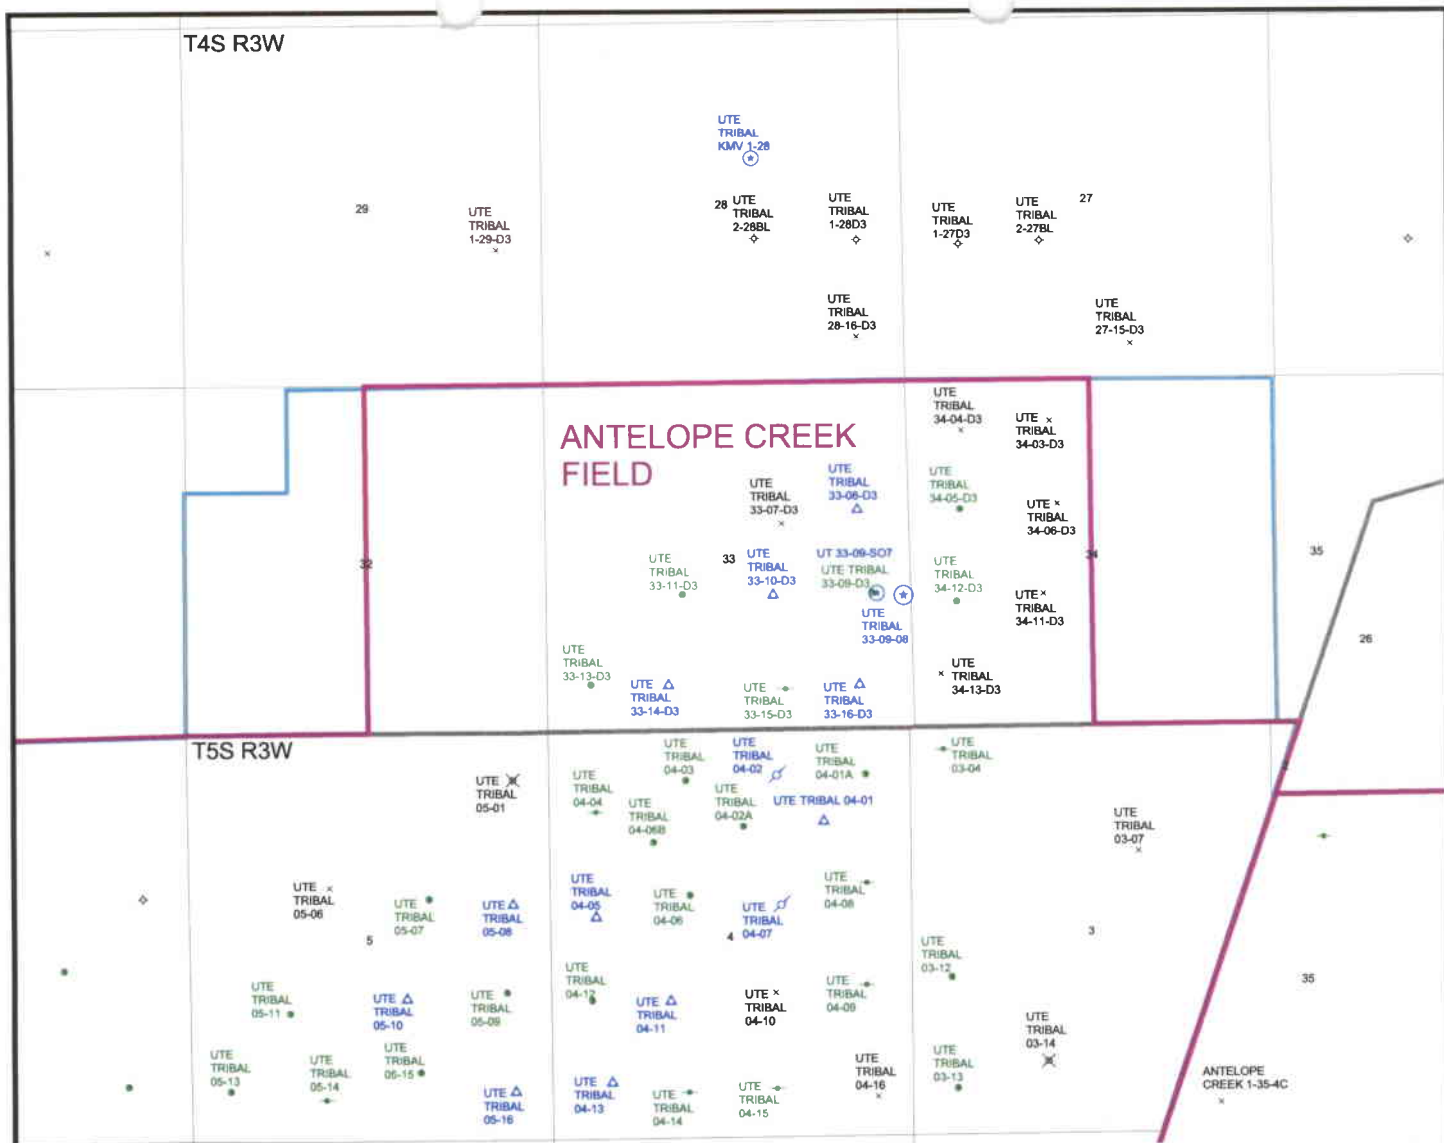 T4S R3W
UTE
TRIBAL
KMV 1-28
29
UTE
TRIBAL
1-29-D3
28
UTE
TRIBAL
2-28BL
UTE
TRIBAL
1-28D3
UTE
TRIBAL
1-27D3
UTE
TRIBAL
2-27BL
27
UTE
TRIBAL
28-16-D3
UTE
TRIBAL
27-15-D3
ANTELOPE CREEK
FIELD
UTE
TRIBAL
34-04-D3
UTE
TRIBAL
34-03-D3
UTE
TRIBAL
33-07-D3
UTE
TRIBAL
33-08-D3
UTE
TRIBAL
34-05-D3
UTE
TRIBAL
34-06-D3
32
UTE
TRIBAL
33-11-D3
33
UTE
TRIBAL
33-10-D3
UT 33-09-SO7
UTE TRIBAL
33-09-D3
UTE
TRIBAL
33-09-08
UTE
TRIBAL
34-12-D3
UTE
TRIBAL
34-11-D3
34
35
26
UTE
TRIBAL
33-13-D3
UTE
TRIBAL
33-14-D3
UTE
TRIBAL
33-15-D3
UTE
TRIBAL
33-16-D3
UTE
TRIBAL
34-13-D3
T5S R3W
UTE
TRIBAL
05-01
UTE
TRIBAL
04-04
UTE
TRIBAL
04-03
UTE
TRIBAL
04-02
UTE
TRIBAL
04-01A
UTE
TRIBAL
03-04
UTE
TRIBAL
04-06B
UTE
TRIBAL
04-02A
UTE TRIBAL 04-01
UTE
TRIBAL
03-07
UTE
TRIBAL
05-06
UTE
TRIBAL
05-07
UTE
TRIBAL
05-08
UTE
TRIBAL
04-05
UTE
TRIBAL
04-06
UTE
TRIBAL
04-07
UTE
TRIBAL
04-08
5
4
3
UTE
TRIBAL
03-12
35
UTE
TRIBAL
05-11
UTE
TRIBAL
05-10
UTE
TRIBAL
05-09
UTE
TRIBAL
04-12
UTE
TRIBAL
04-11
UTE
TRIBAL
04-10
UTE
TRIBAL
04-09
UTE
TRIBAL
03-14
UTE
TRIBAL
05-13
UTE
TRIBAL
05-14
UTE
TRIBAL
05-15
UTE
TRIBAL
05-16
UTE
TRIBAL
04-13
UTE
TRIBAL
04-14
UTE
TRIBAL
04-15
UTE
TRIBAL
04-16
UTE
TRIBAL
03-13
ANTELOPE
CREEK 1-35-4C